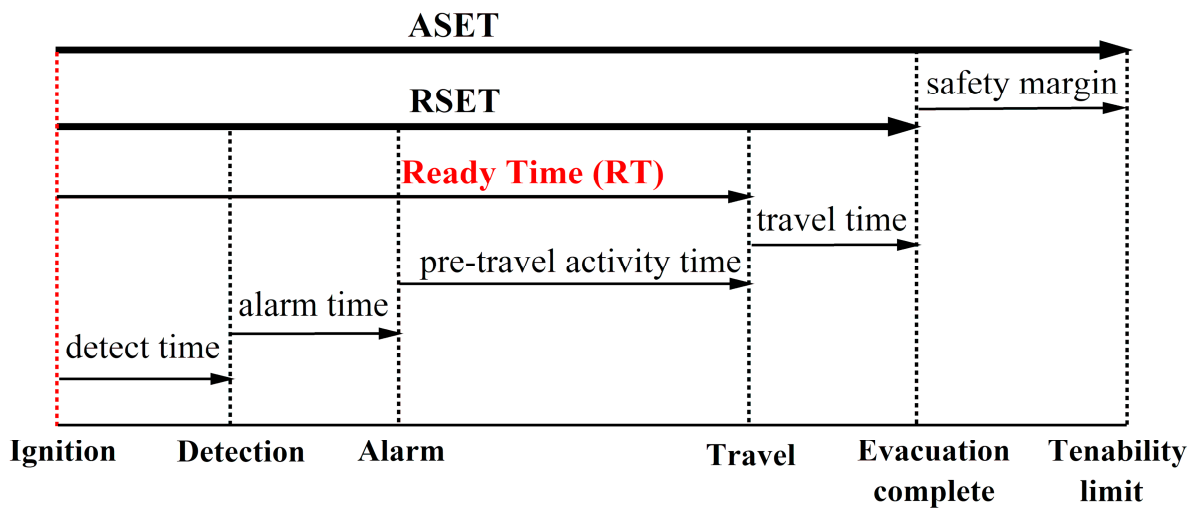 ASET
safety margin
RSET
Ready Time (RT)
travel time
pre-travel activity time
alarm time
detect time
Ignition
Detection
Alarm
Travel
Evacuation
complete
Tenability
limit